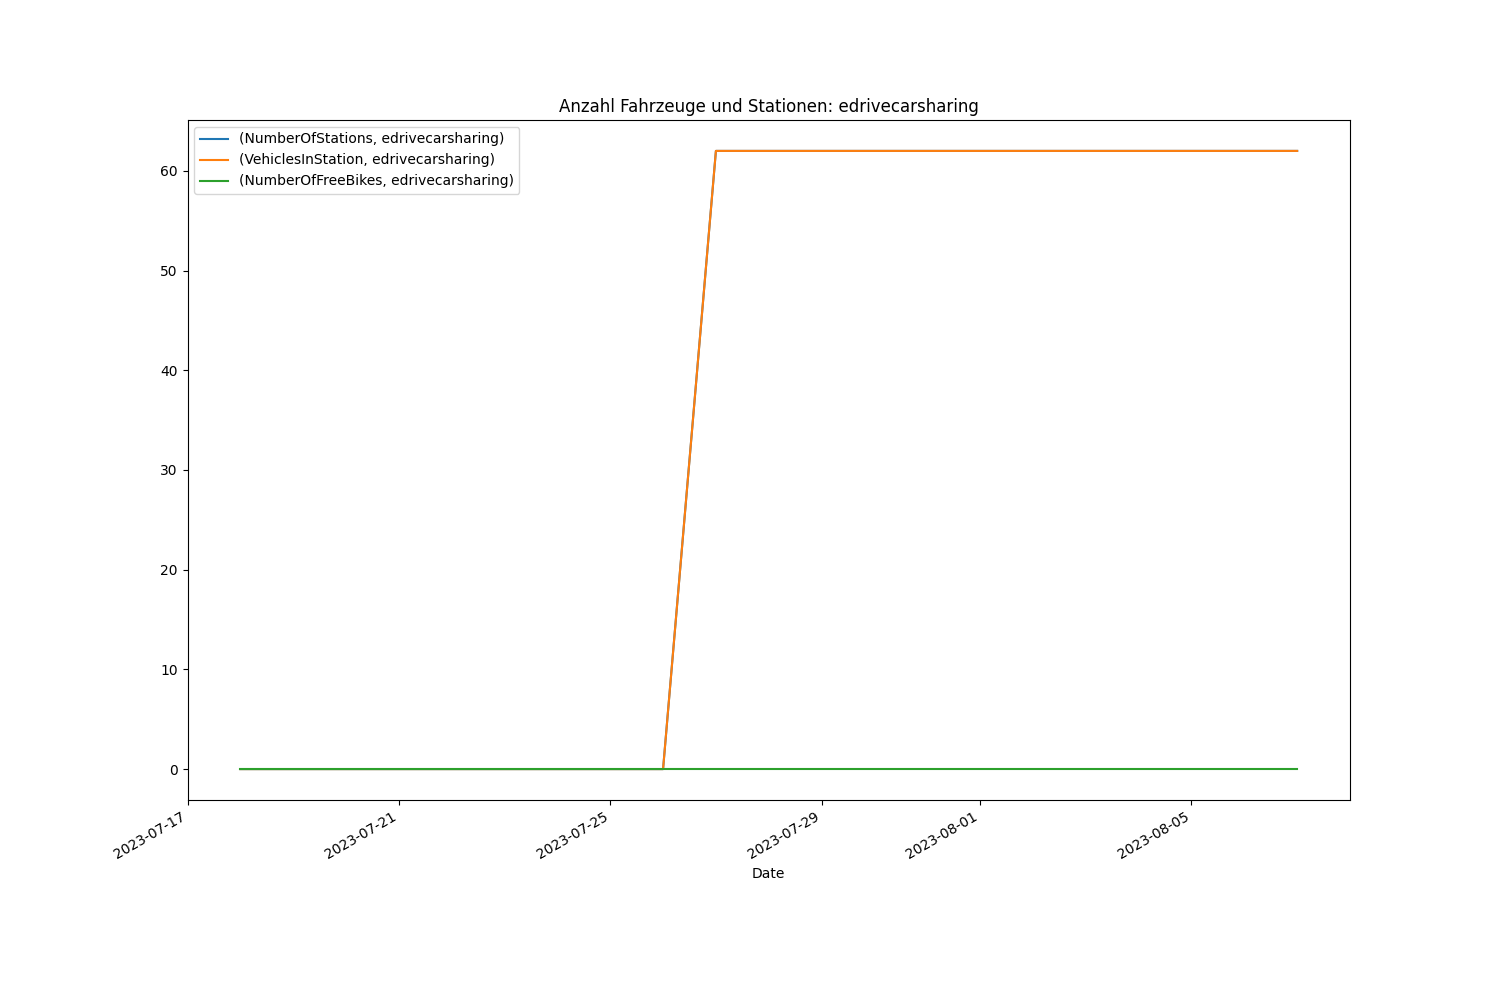 Anzahl Fahrzeuge und Stationen: edrivecarsharing
(NumberOfStations, edrivecarsharing)
(VehiclesInStation, edrivecarsharing)
(NumberOfFreeBikes, edrivecarsharing)
60
50
40
30
20
10
0
2023-07-17
2023-07-21
2023-07-25
2023-07-29
2023-08-01
2023-08-05
Date